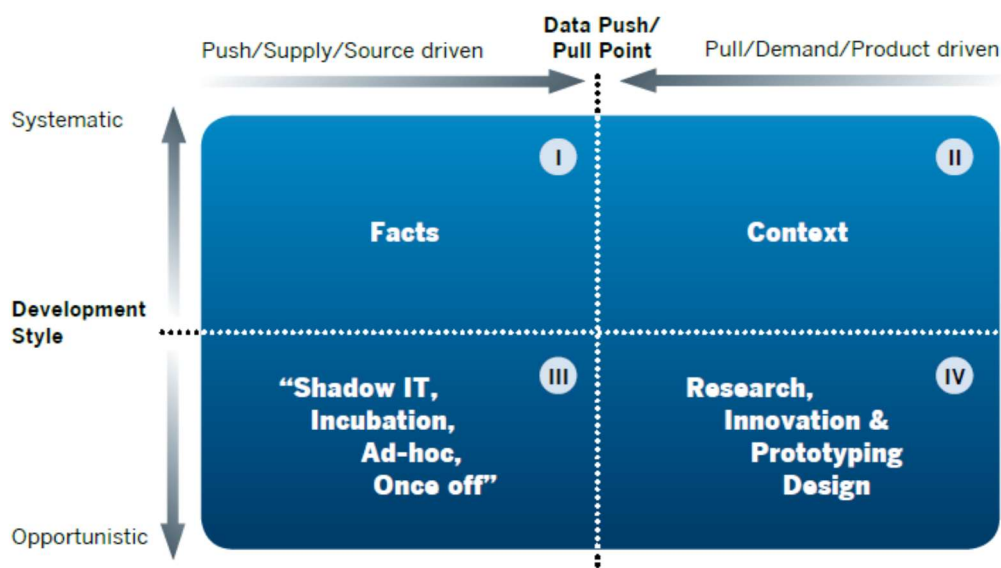 Data Push/
Pull Point
Push/Supply/Source driven
Pull/Demand/Product driven
Systematic
I
II
Facts
Context
Development
Style
III
IV
“Shadow IT,
Incubation,
Ad-hoc,
Once off”
Research,
Innovation &
Prototyping
Design
Opportunistic